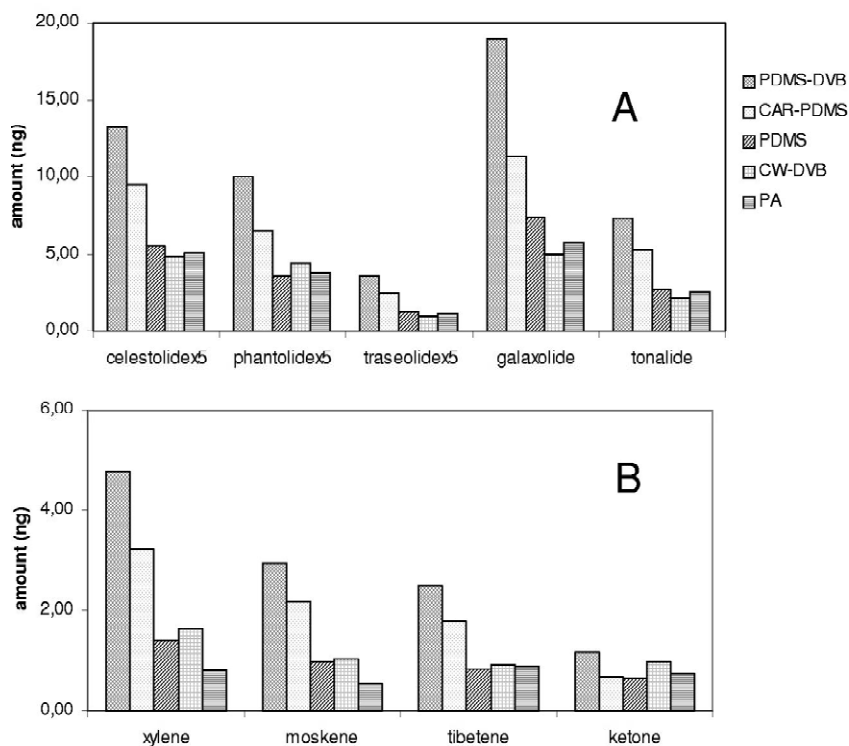 20,00
15,00
10,00
5,00
0,00
amount (ng)
A
celestolidex5 phantolidex5 traseolidex5 galaxolide tonalide
PDMS-DVB
CAR-PDMS
PDMS
CW-DVB
PA
6,00
4,00
2,00
0,00
amount (ng)
B
xylene moskene tibetene ketone